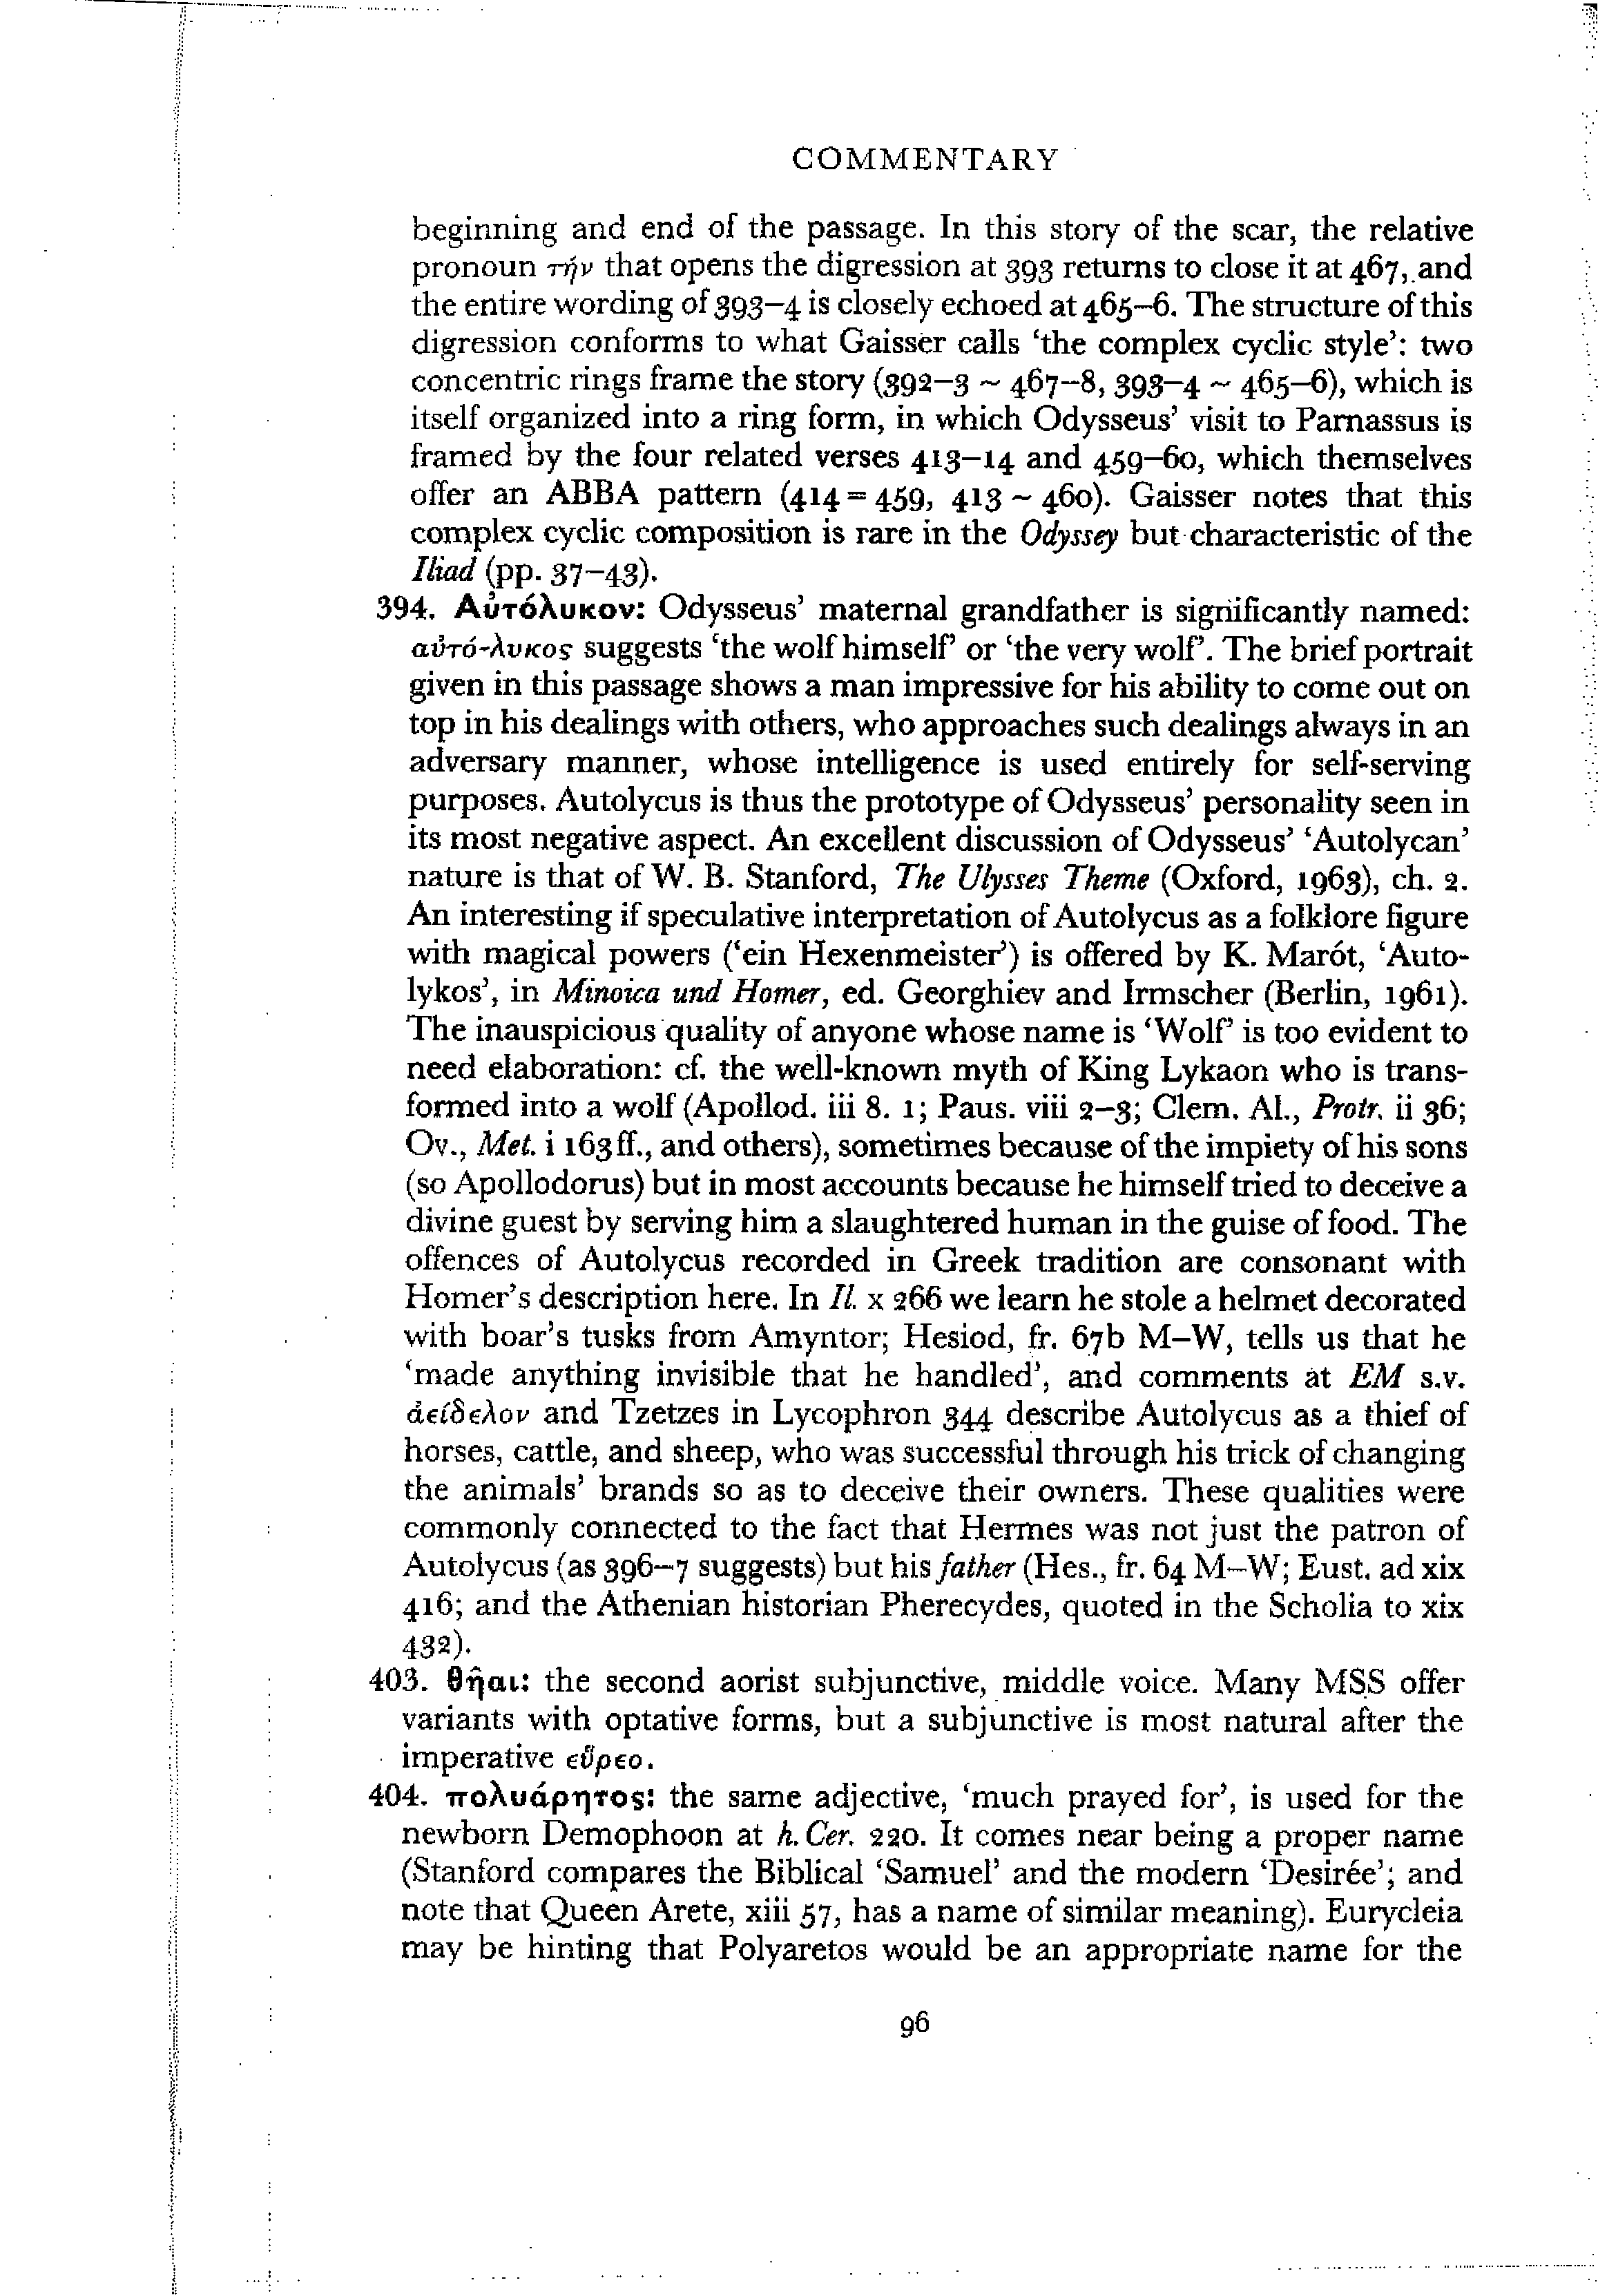 COMMENTARY
beginning and end of the passage. In this story of the scar, the relative
pronoun τήν that opens the digression at 393 returns to close it at 467, and
the entire wording of 393–4 is closely echoed at 465–6. The structure of this
digression conforms to what Gaisser calls ‘the complex cyclic style’: two
concentric rings frame the story (392–3 ~ 467–8, 393–4 ~ 465–6), which is
itself organized into a ring form, in which Odysseus’ visit to Parnassus is
framed by the four related verses 413–14 and 459–60, which themselves
offer an ABBA pattern (414 = 459, 413 ~ 460). Gaisser notes that this
complex cyclic composition is rare in the Odyssey but characteristic of the
Iliad (pp. 37–43).
394. Αὐτόλυκον: Odysseus’ maternal grandfather is significantly named:
αὐτό-λυκος suggests ‘the wolf himself’ or ‘the very wolf’. The brief portrait
given in this passage shows a man impressive for his ability to come out on
top in his dealings with others, who approaches such dealings always in an
adversary manner, whose intelligence is used entirely for self-serving
purposes. Autolycus is thus the prototype of Odysseus’ personality seen in
its most negative aspect. An excellent discussion of Odysseus’ ‘Autolycan’
nature is that of W. B. Stanford, The Ulysses Theme (Oxford, 1963), ch. 2.
An interesting if speculative interpretation of Autolycus as a folklore figure
with magical powers (‘ein Hexenmeister’) is offered by K. Marót, ‘Auto-
lykos’, in Minoica und Homer, ed. Georghiev and Irmscher (Berlin, 1961).
The inauspicious quality of anyone whose name is ‘Wolf’ is too evident to
need elaboration: cf. the well-known myth of King Lykaon who is trans-
formed into a wolf (Apollod. iii 8. 1; Paus. viii 2–3; Clem. Al., Protr. ii 36;
Ov., Met. i 163 ff., and others), sometimes because of the impiety of his sons
(so Apollodorus) but in most accounts because he himself tried to deceive a
divine guest by serving him a slaughtered human in the guise of food. The
offences of Autolycus recorded in Greek tradition are consonant with
Homer’s description here. In Il. x 266 we learn he stole a helmet decorated
with boar’s tusks from Amyntor; Hesiod, fr. 67b M–W, tells us that he
‘made anything invisible that he handled’, and comments at EM s.v.
ἀείδελον and Tzetzes in Lycophron 344 describe Autolycus as a thief of
horses, cattle, and sheep, who was successful through his trick of changing
the animals’ brands so as to deceive their owners. These qualities were
commonly connected to the fact that Hermes was not just the patron of
Autolycus (as 396–7 suggests) but his father (Hes., fr. 64 M–W; Eust. ad xix
416; and the Athenian historian Pherecydes, quoted in the Scholia to xix
432).
403. θῆαι: the second aorist subjunctive, middle voice. Many MSS offer
variants with optative forms, but a subjunctive is most natural after the
imperative εὕρεο.
404. πολυάρητος: the same adjective, ‘much prayed for’, is used for the
newborn Demophoon at h. Cer. 220. It comes near being a proper name
(Stanford compares the Biblical ‘Samuel’ and the modern ‘Desirée’; and
note that Queen Arete, xiii 57, has a name of similar meaning). Eurycleia
may be hinting that Polyaretos would be an appropriate name for the
96